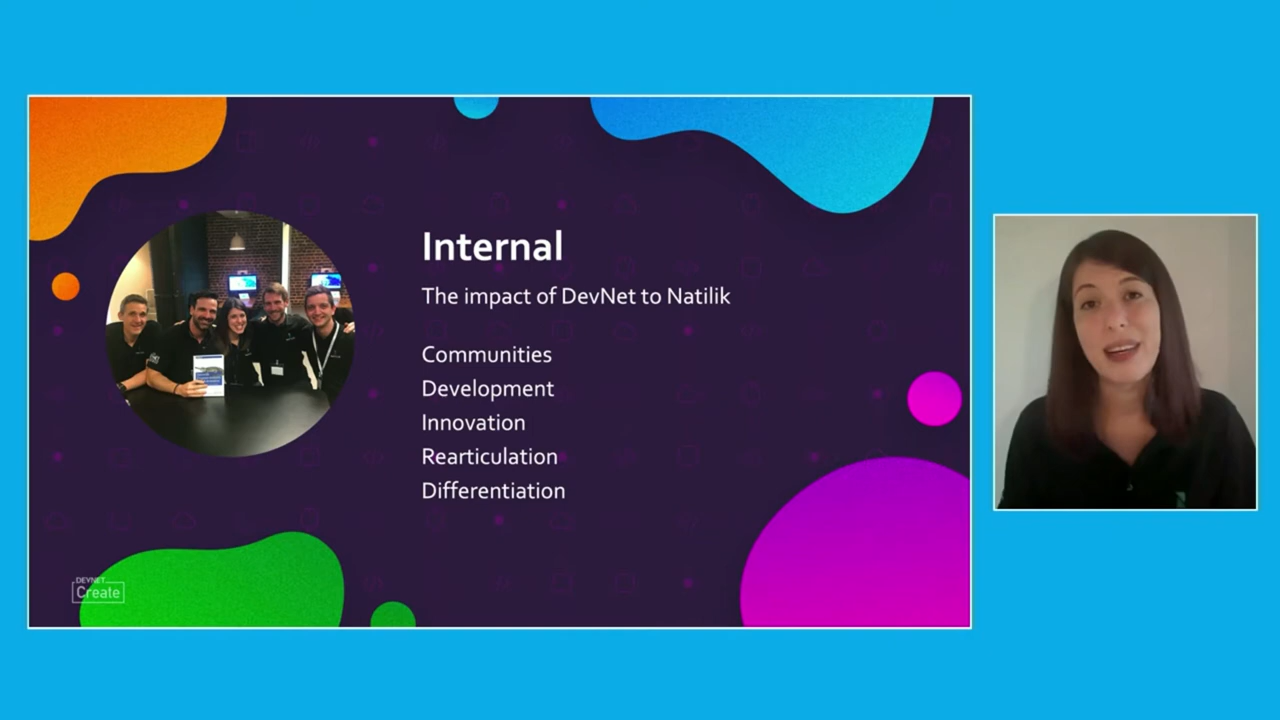 Internal
The impact of DevNet to Natilik
Communities
Development
Innovation
Rearticulation
Differentiation
DEVNET
Create